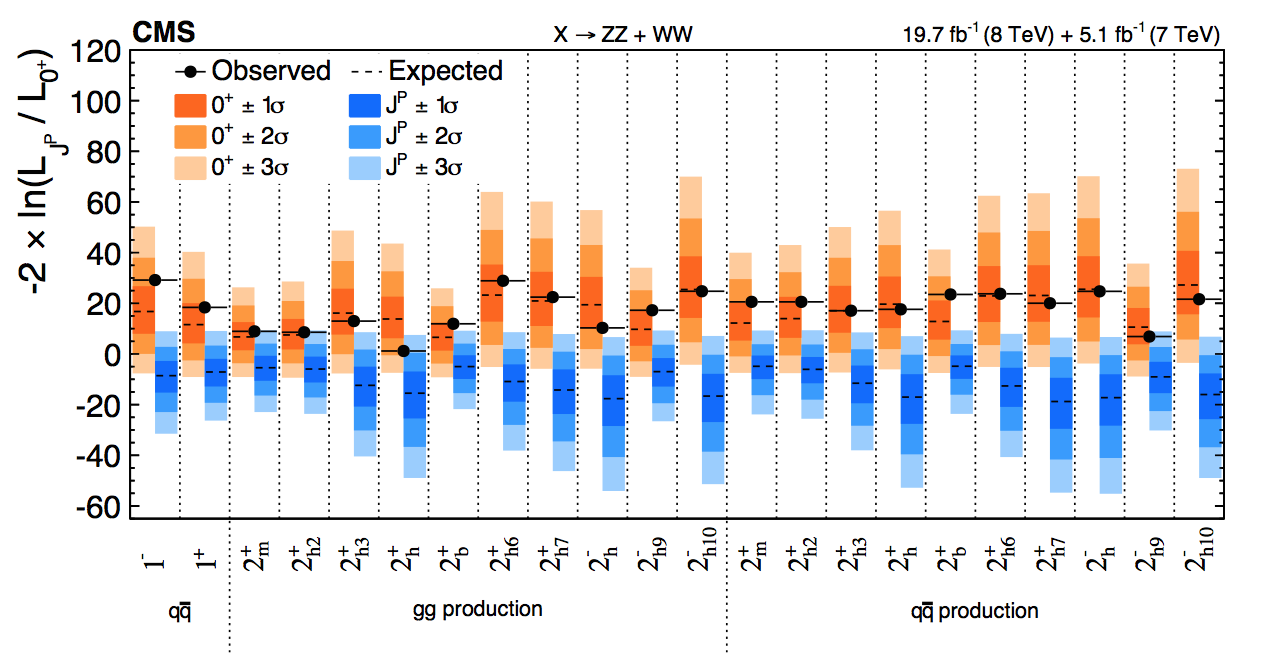 CMS X → ZZ + WW 19.7 fb⁻¹ (8 TeV) + 5.1 fb⁻¹ (7 TeV)
-2 × ln(L_Jᴾ / L_0⁺)
120
100
80
60
40
20
0
-20
-40
-60
Observed Expected
0⁺ ± 1σ Jᴾ ± 1σ
0⁺ ± 2σ Jᴾ ± 2σ
0⁺ ± 3σ Jᴾ ± 3σ
1⁻ 1⁺ 2⁺m 2⁺h2 2⁺h3 2⁺h 2⁺b 2⁺h6 2⁺h7 2⁻h 2⁻h9 2⁻h10 2⁺m 2⁺h2 2⁺h3 2⁺h 2⁺b 2⁺h6 2⁺h7 2⁻h 2⁻h9 2⁻h10
qq̄ gg production qq̄ production